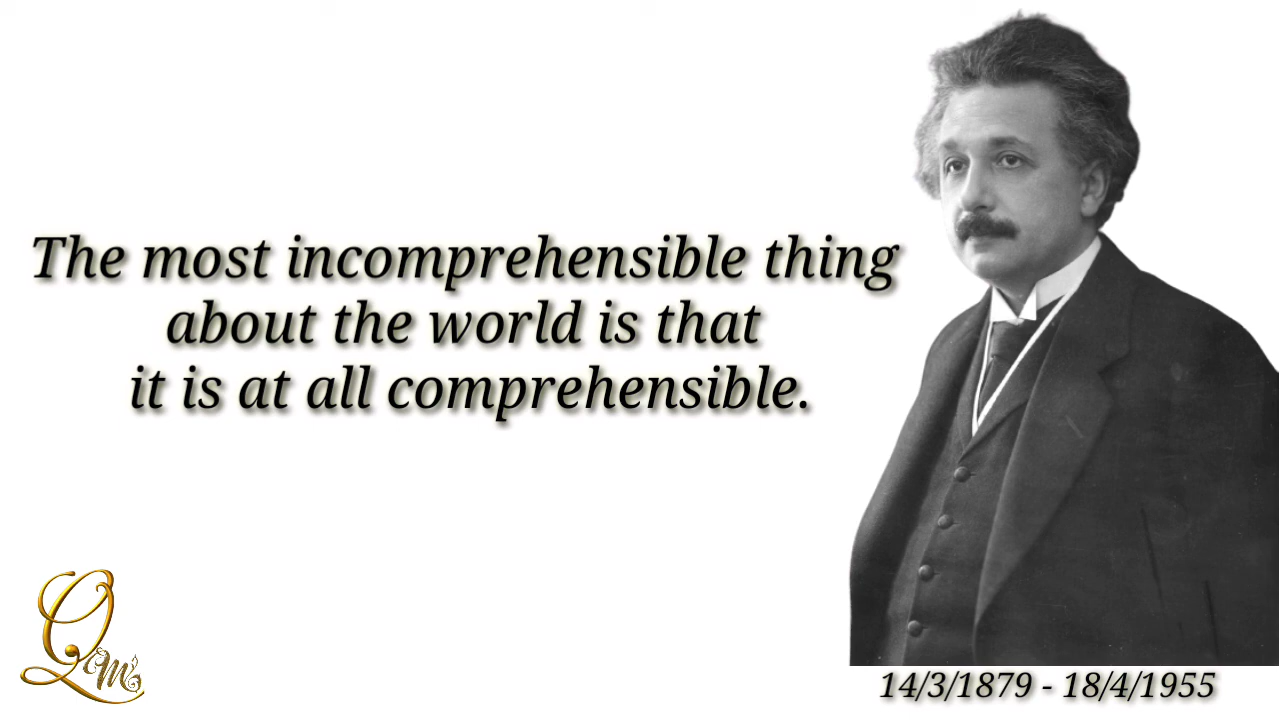 The most incomprehensible thing
about the world is that
it is at all comprehensible.
14/3/1879 - 18/4/1955